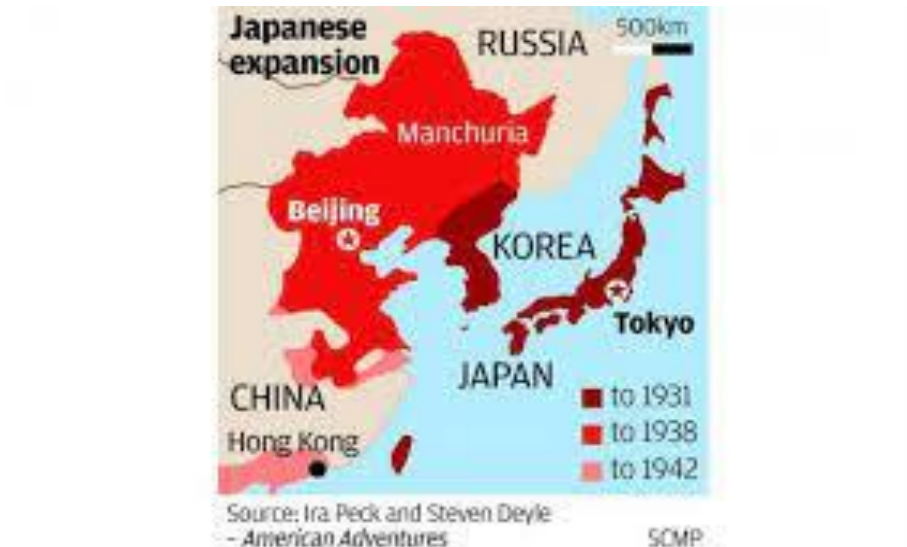 Japanese
expansion
RUSSIA
500km
Manchuria
Beijing
KOREA
Tokyo
JAPAN
CHINA
Hong Kong
to 1931
to 1938
to 1942
Source: Ira Peck and Steven Deyle
– American Adventures
SCMP